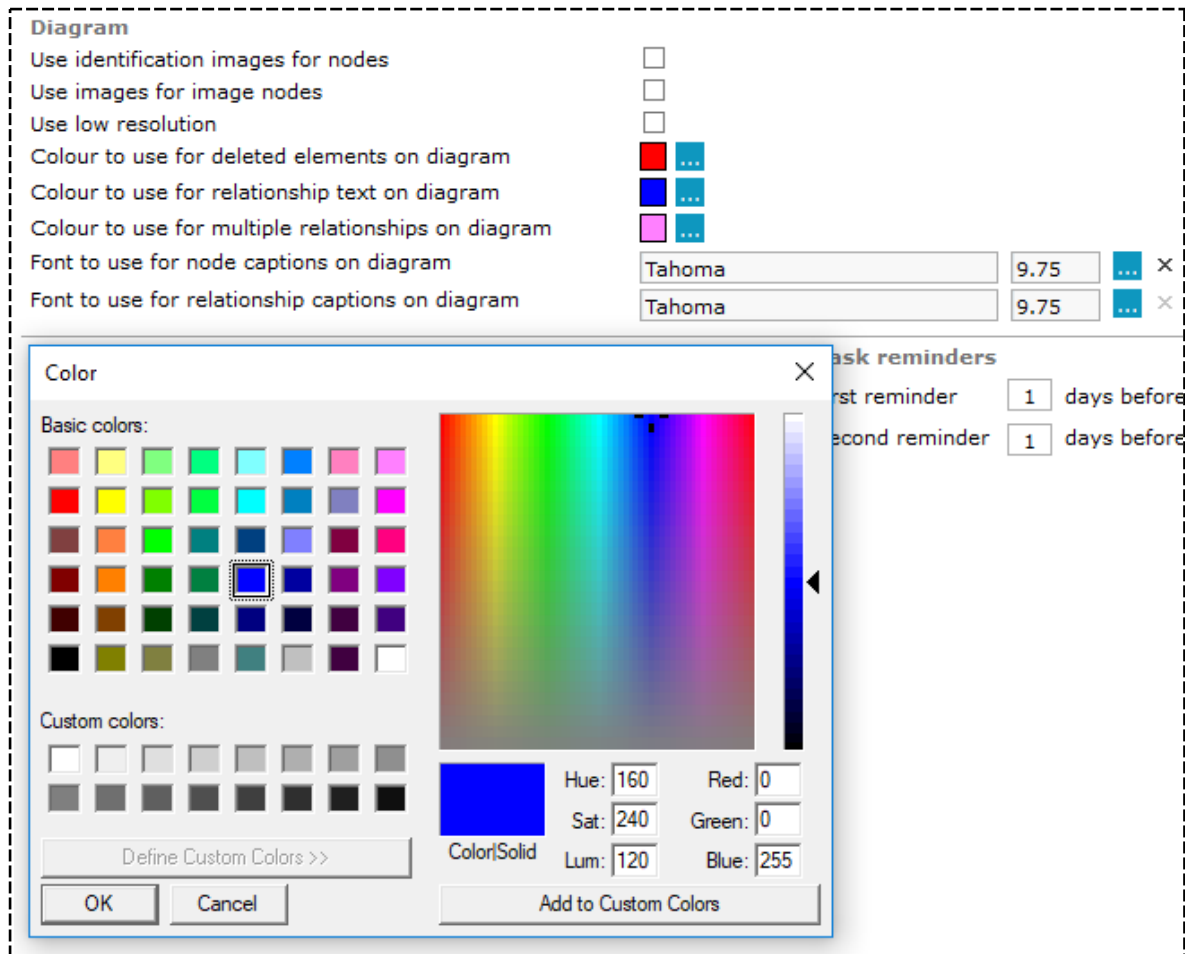 Diagram
Use identification images for nodes
Use images for image nodes
Use low resolution
Colour to use for deleted elements on diagram ...
Colour to use for relationship text on diagram ...
Colour to use for multiple relationships on diagram ...
Font to use for node captions on diagram Tahoma 9.75 ... ×
Font to use for relationship captions on diagram Tahoma 9.75 ... ×
ask reminders
rst reminder 1 days before
econd reminder 1 days before
Color
Basic colors:
Custom colors:
Define Custom Colors >>
OK Cancel
Color|Solid
Hue: 160 Red: 0
Sat: 240 Green: 0
Lum: 120 Blue: 255
Add to Custom Colors